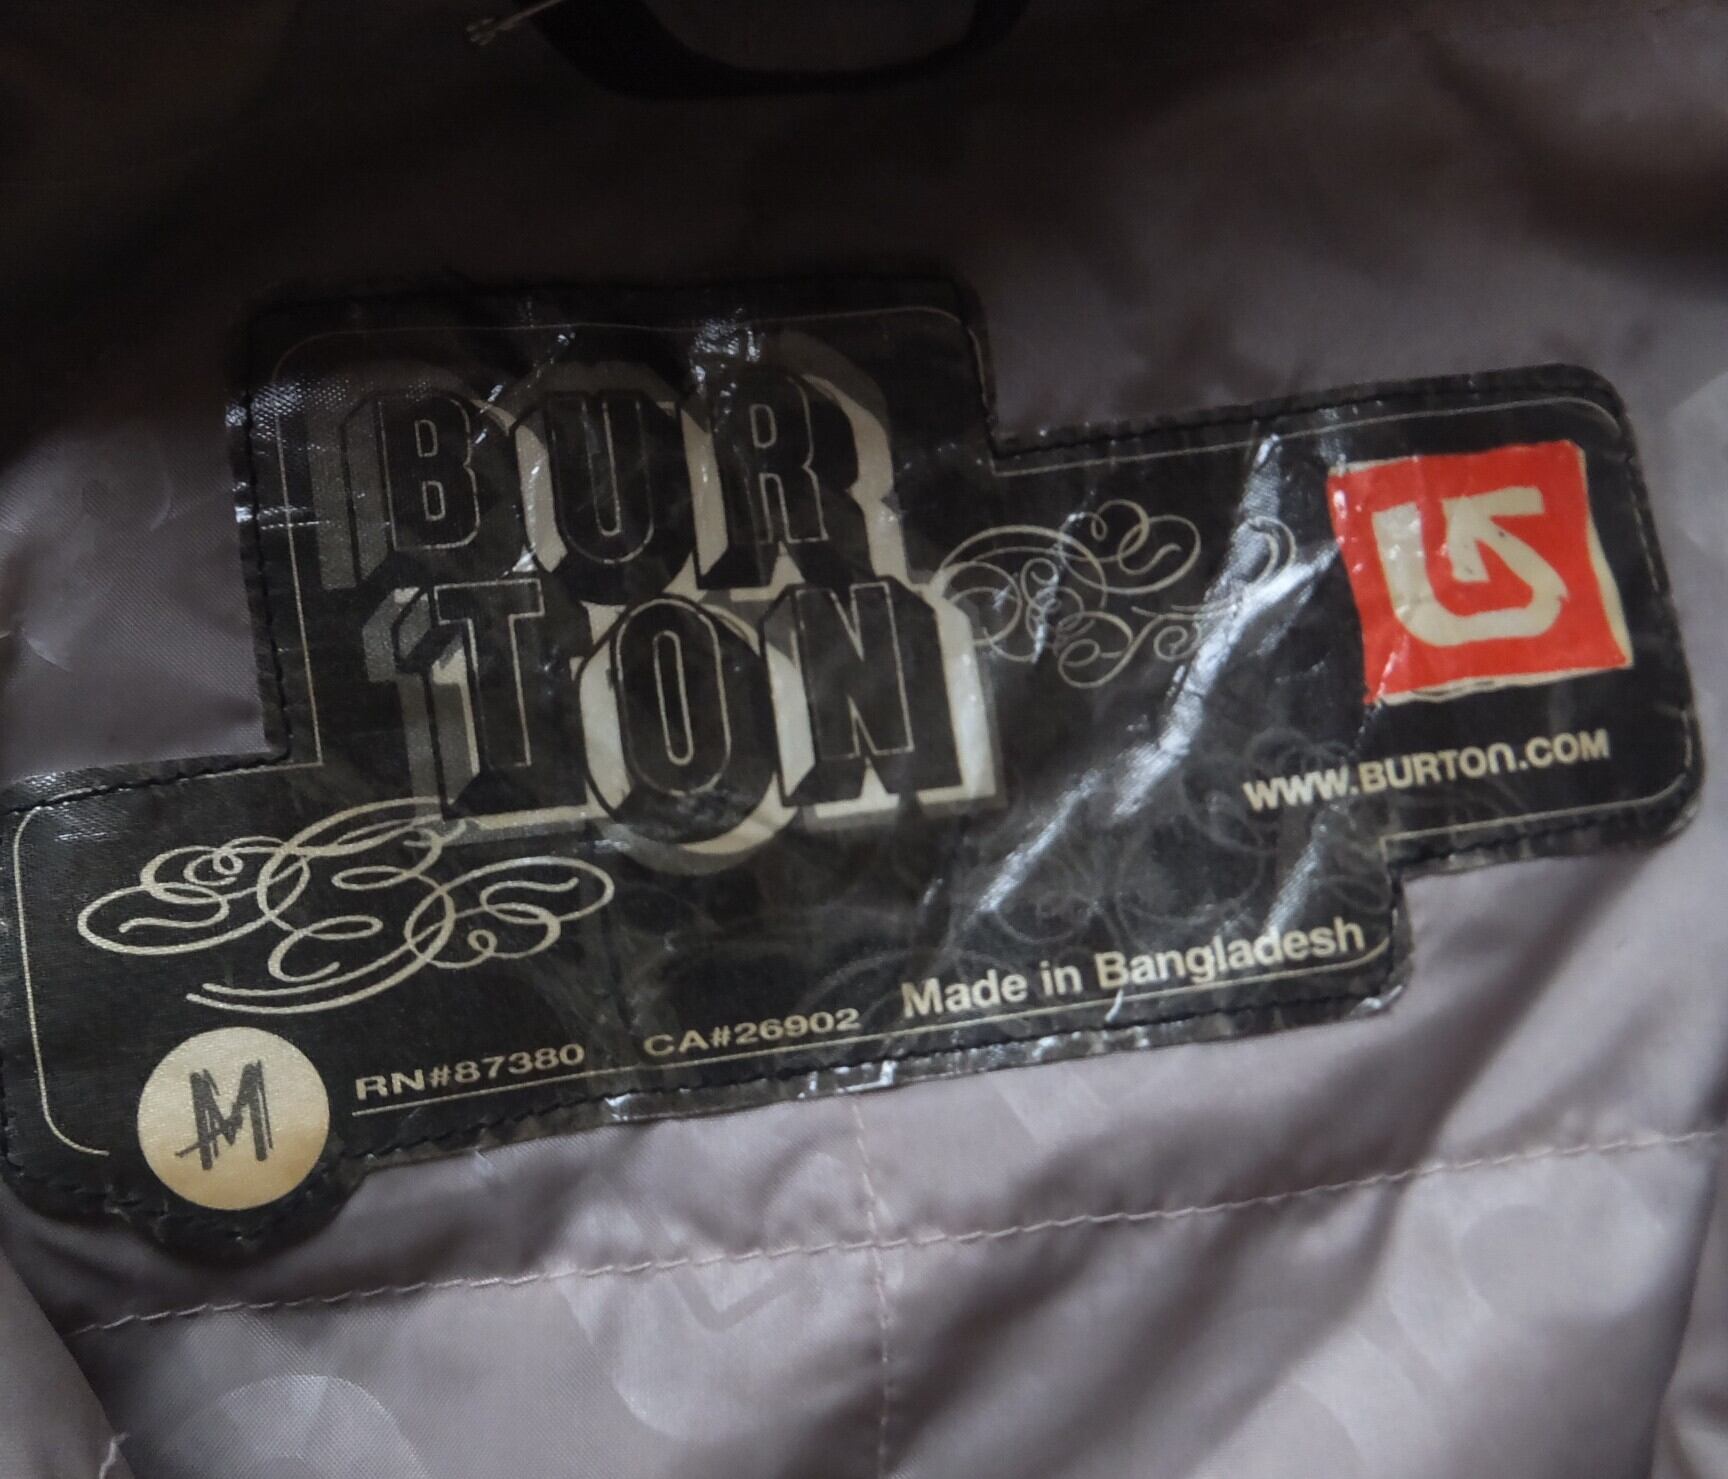 BUR
TON
WWW.BURTON.COM
Made in Bangladesh
RN#87380 CA#26902
M